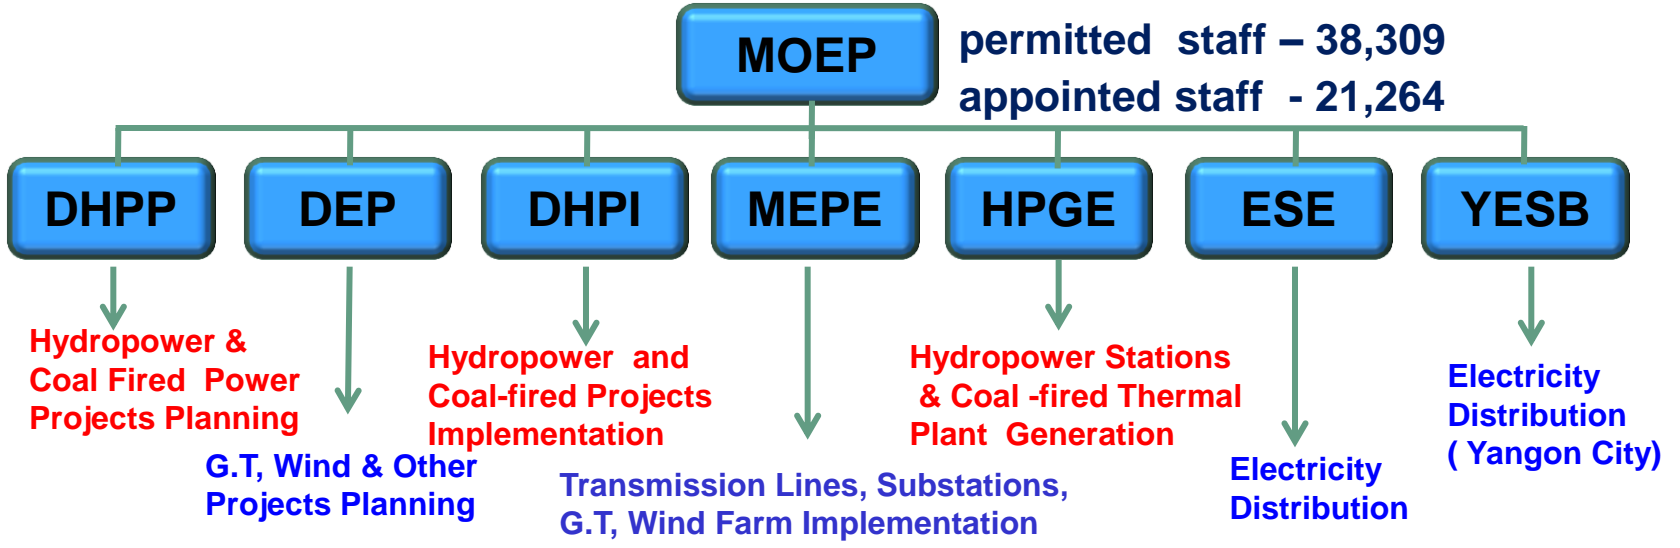 MOEP
permitted staff – 38,309
appointed staff - 21,264
DHPP
DEP
DHPI
MEPE
HPGE
ESE
YESB
Hydropower &
Coal Fired Power
Projects Planning
G.T, Wind & Other
Projects Planning
Hydropower and
Coal-fired Projects
Implementation
Transmission Lines, Substations,
G.T, Wind Farm Implementation
Hydropower Stations
& Coal -fired Thermal
Plant Generation
Electricity
Distribution
Electricity
Distribution
( Yangon City)